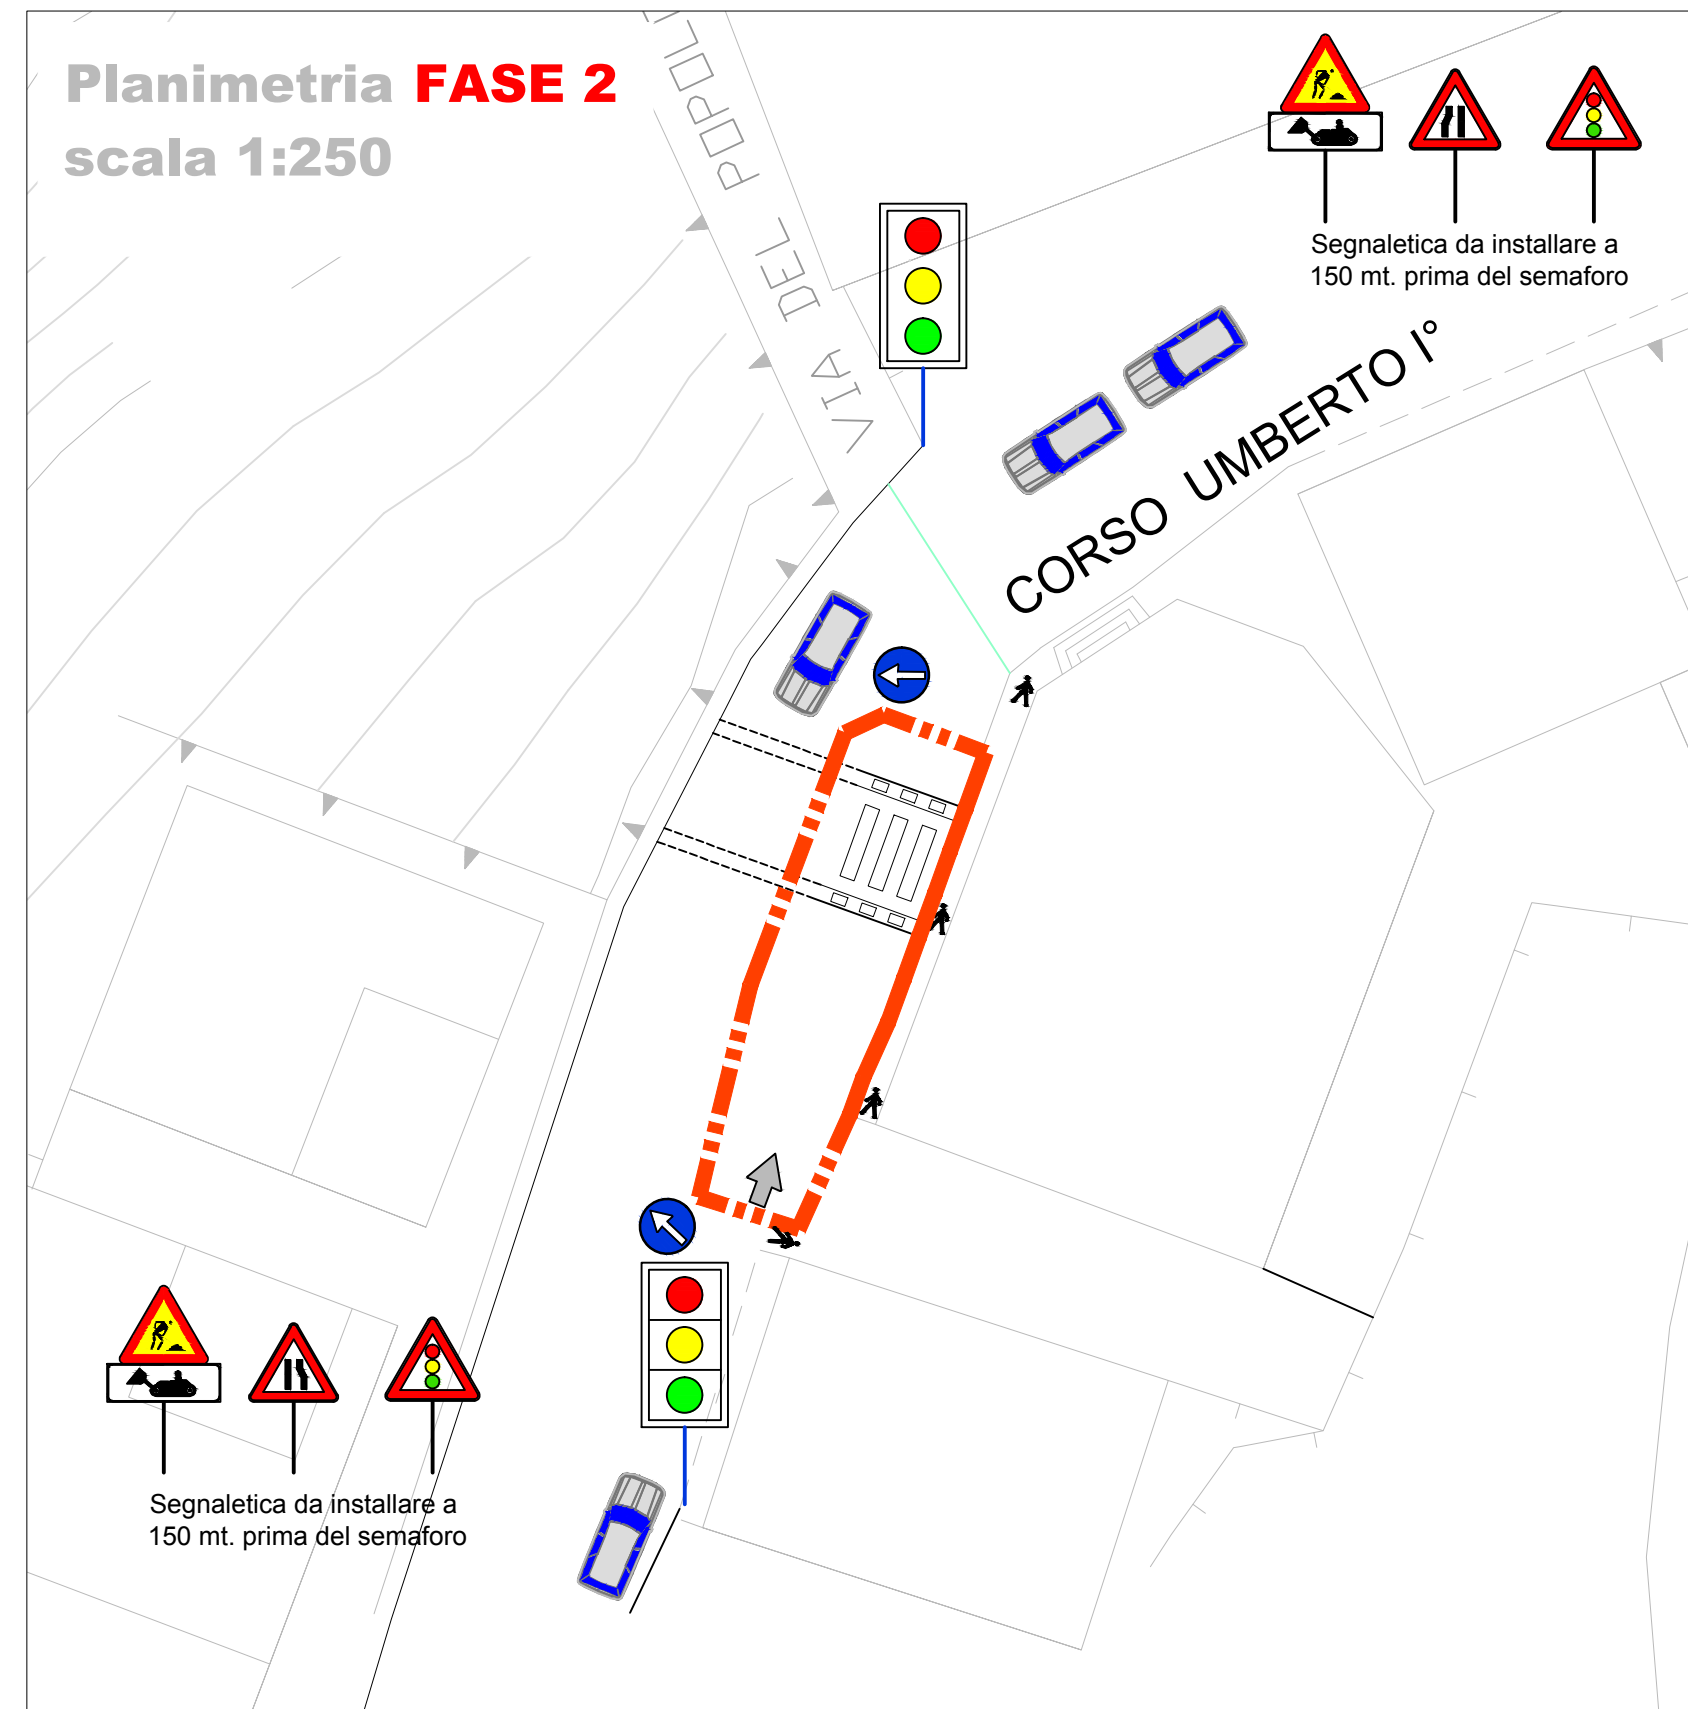 Planimetria FASE 2
scala 1:250
Segnaletica da installare a
150 mt. prima del semaforo
VIA DEL POPOL
CORSO UMBERTO I°
Segnaletica da installare a
150 mt. prima del semaforo